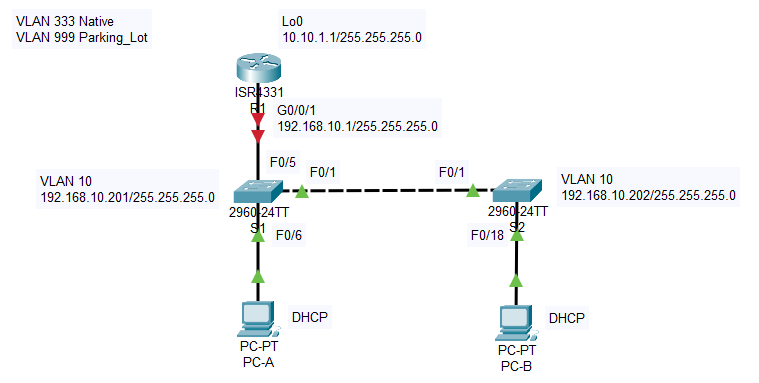 VLAN 333 Native
VLAN 999 Parking_Lot
Lo0
10.10.1.1/255.255.255.0
ISR4331
R1
G0/0/1
192.168.10.1/255.255.255.0
F0/5
F0/1
F0/1
VLAN 10
192.168.10.201/255.255.255.0
VLAN 10
192.168.10.202/255.255.255.0
2960-24TT
S1
2960-24TT
S2
F0/6
F0/18
DHCP
DHCP
PC-PT
PC-A
PC-PT
PC-B